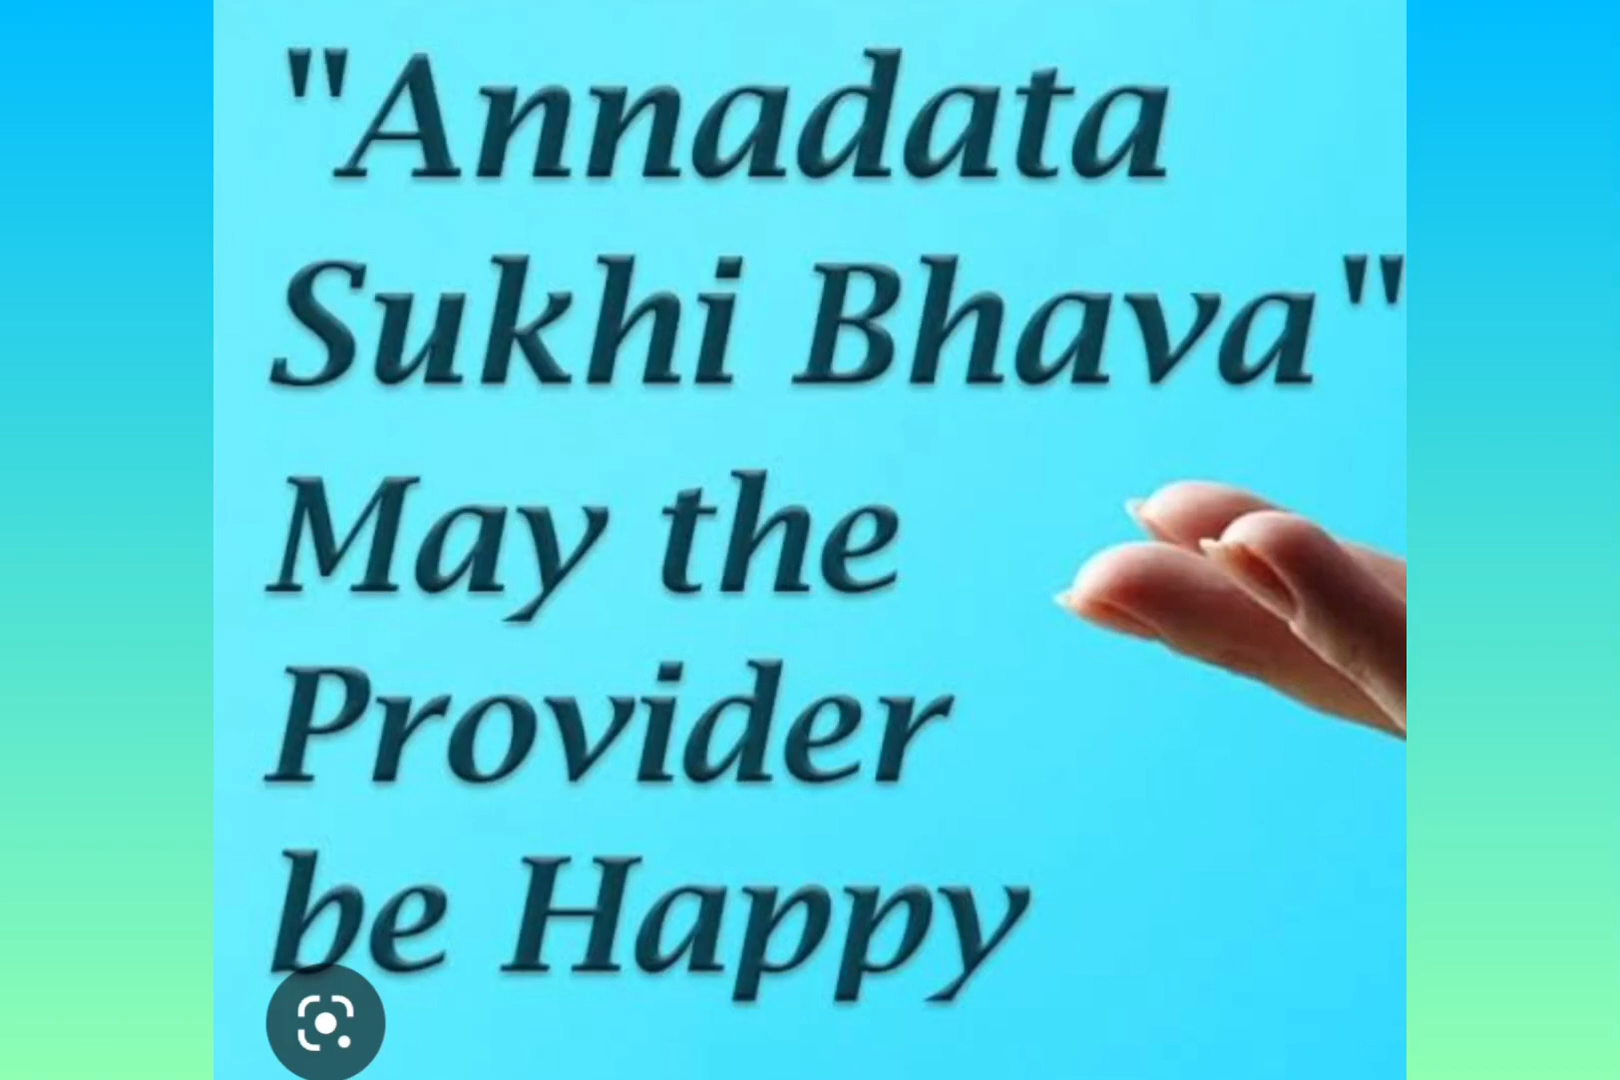 "Annadata
Sukhi Bhava"
May the
Provider
be Happy